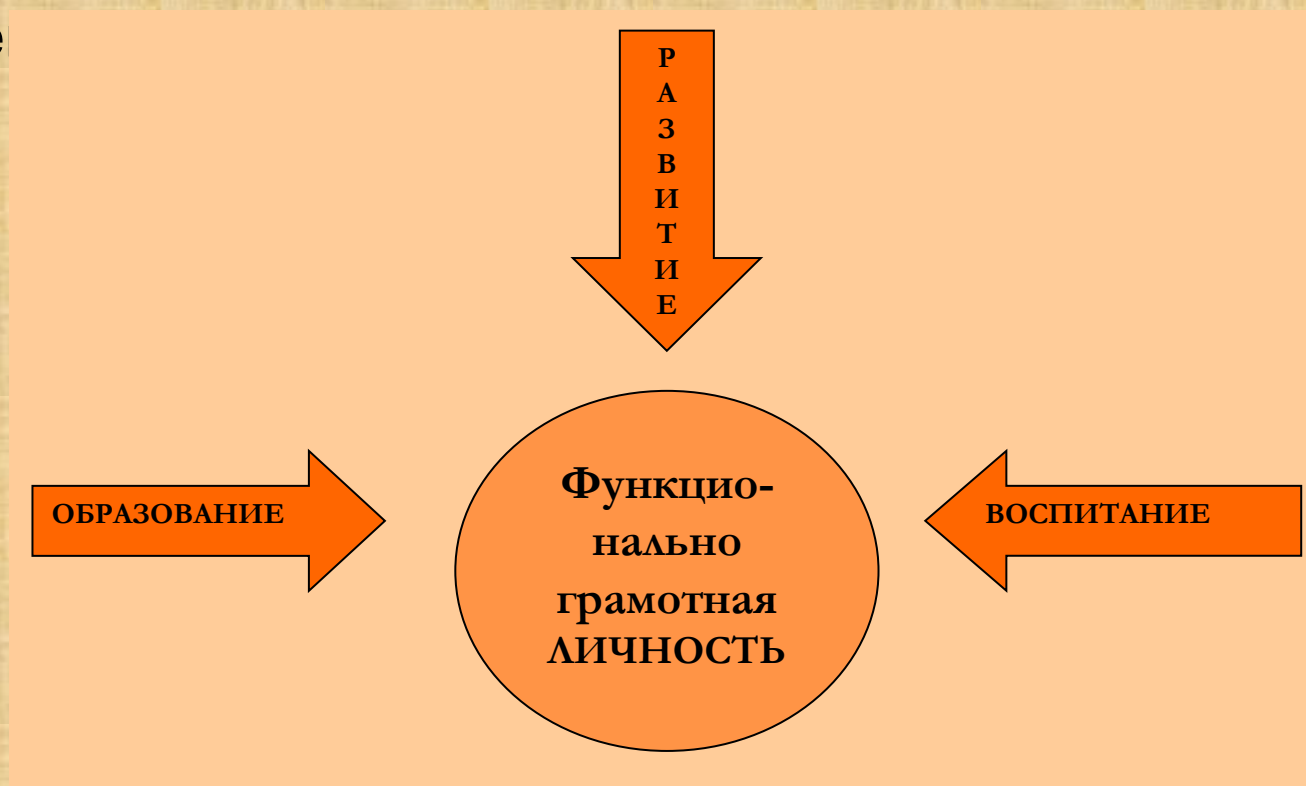 Р
А
З
В
И
Т
И
Е
ОБРАЗОВАНИЕ
Функцио-
нально
грамотная
ЛИЧНОСТЬ
ВОСПИТАНИЕ